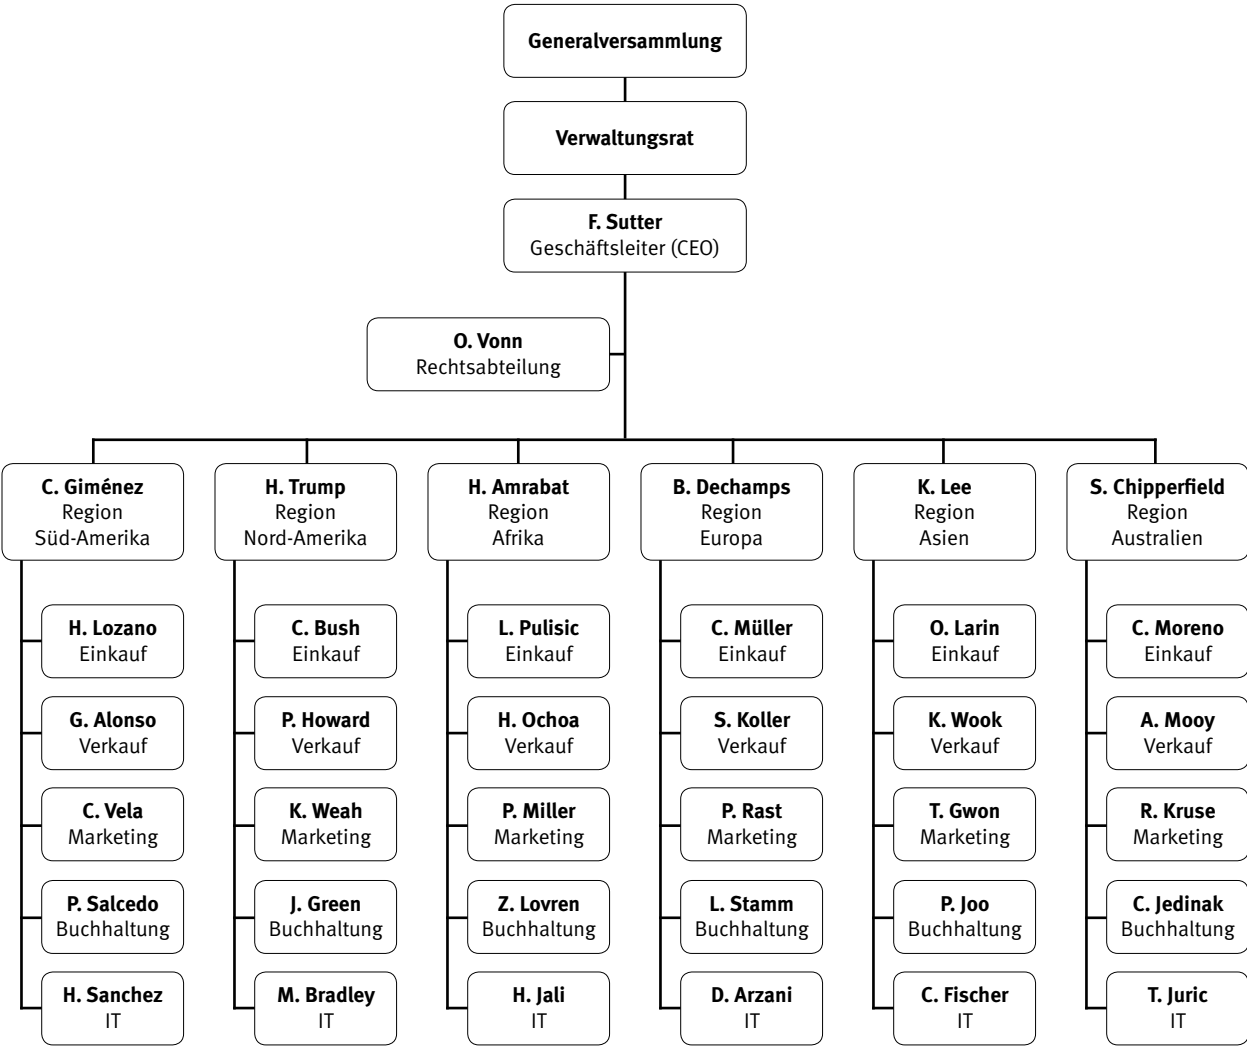 Generalversammlung
Verwaltungsrat
F. Sutter
Geschäftsleiter (CEO)
O. Vonn
Rechtsabteilung
C. Giménez
Region
Süd-Amerika
H. Trump
Region
Nord-Amerika
H. Amrabat
Region
Afrika
B. Dechamps
Region
Europa
K. Lee
Region
Asien
S. Chipperfield
Region
Australien
H. Lozano
Einkauf
C. Bush
Einkauf
L. Pulisic
Einkauf
C. Müller
Einkauf
O. Larin
Einkauf
C. Moreno
Einkauf
G. Alonso
Verkauf
P. Howard
Verkauf
H. Ochoa
Verkauf
S. Koller
Verkauf
K. Wook
Verkauf
A. Mooy
Verkauf
C. Vela
Marketing
K. Weah
Marketing
P. Miller
Marketing
P. Rast
Marketing
T. Gwon
Marketing
R. Kruse
Marketing
P. Salcedo
Buchhaltung
J. Green
Buchhaltung
Z. Lovren
Buchhaltung
L. Stamm
Buchhaltung
P. Joo
Buchhaltung
C. Jedinak
Buchhaltung
H. Sanchez
IT
M. Bradley
IT
H. Jali
IT
D. Arzani
IT
C. Fischer
IT
T. Juric
IT